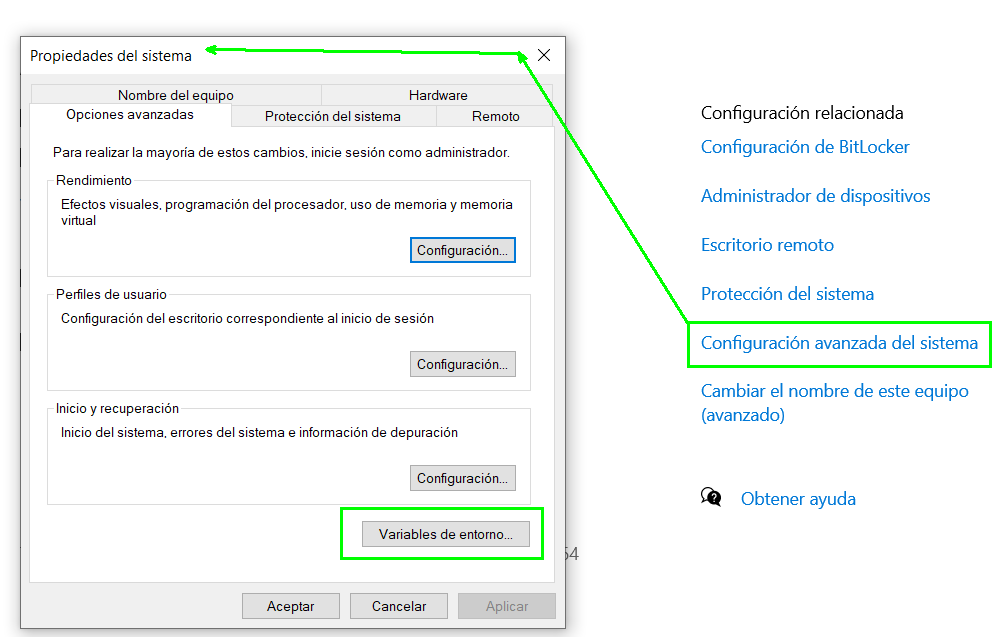 Propiedades del sistema
Nombre del equipo
Hardware
Opciones avanzadas
Protección del sistema
Remoto
Para realizar la mayoría de estos cambios, inicie sesión como administrador.
Rendimiento
Efectos visuales, programación del procesador, uso de memoria y memoria
virtual
Configuración...
Perfiles de usuario
Configuración del escritorio correspondiente al inicio de sesión
Configuración...
Inicio y recuperación
Inicio del sistema, errores del sistema e información de depuración
Configuración...
Variables de entorno...
Aceptar
Cancelar
Aplicar
Configuración relacionada
Configuración de BitLocker
Administrador de dispositivos
Escritorio remoto
Protección del sistema
Configuración avanzada del sistema
Cambiar el nombre de este equipo
(avanzado)
Obtener ayuda